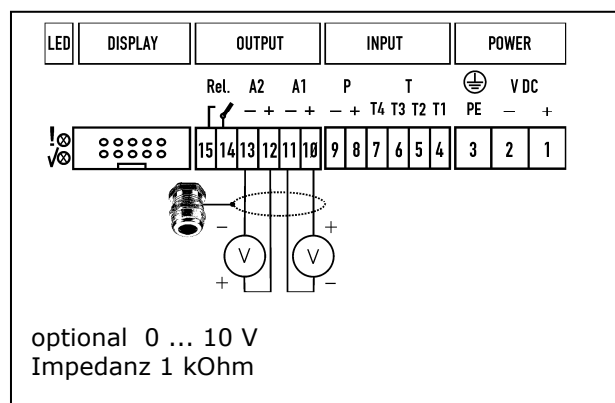 LED DISPLAY OUTPUT INPUT POWER
Rel. A2 A1 P T V DC
− + − + − + T4 T3 T2 T1 PE − +
! 15 14 13 12 11 10 9 8 7 6 5 4 3 2 1
√
− +
V V
+ −
optional 0 ... 10 V
Impedanz 1 kOhm